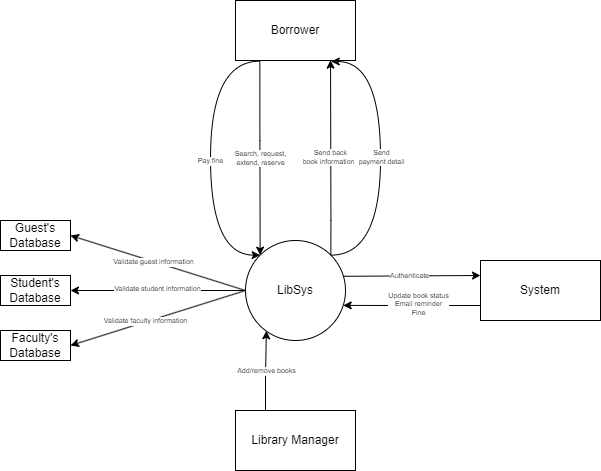 Borrower
Pay fine
Search, request,
extend, reserve
Send back
book information
Send
payment detail
Guest's
Database
Validate guest information
Student's
Database
Validate student information
Faculty's
Database
Validate faculty information
LibSys
Authenticate
Update book status
Email reminder
Fine
System
Add/remove books
Library Manager